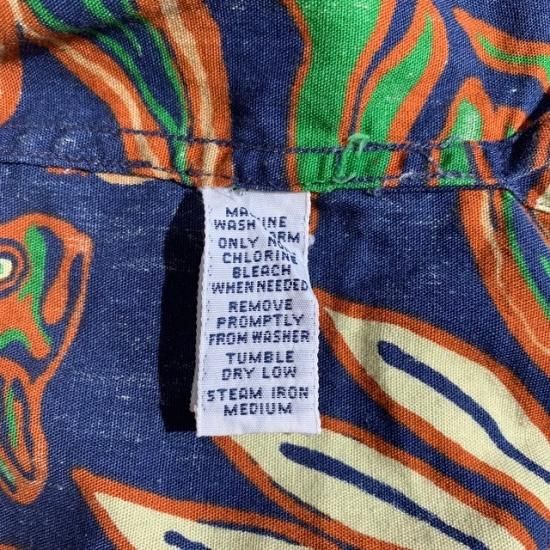 ONLY
CHLORINE
BLEACH
WHEN NEEDED
REMOVE
PROMPTLY
FROM WASHER
TUMBLE
DRY LOW
STEAM IRON
MEDIUM